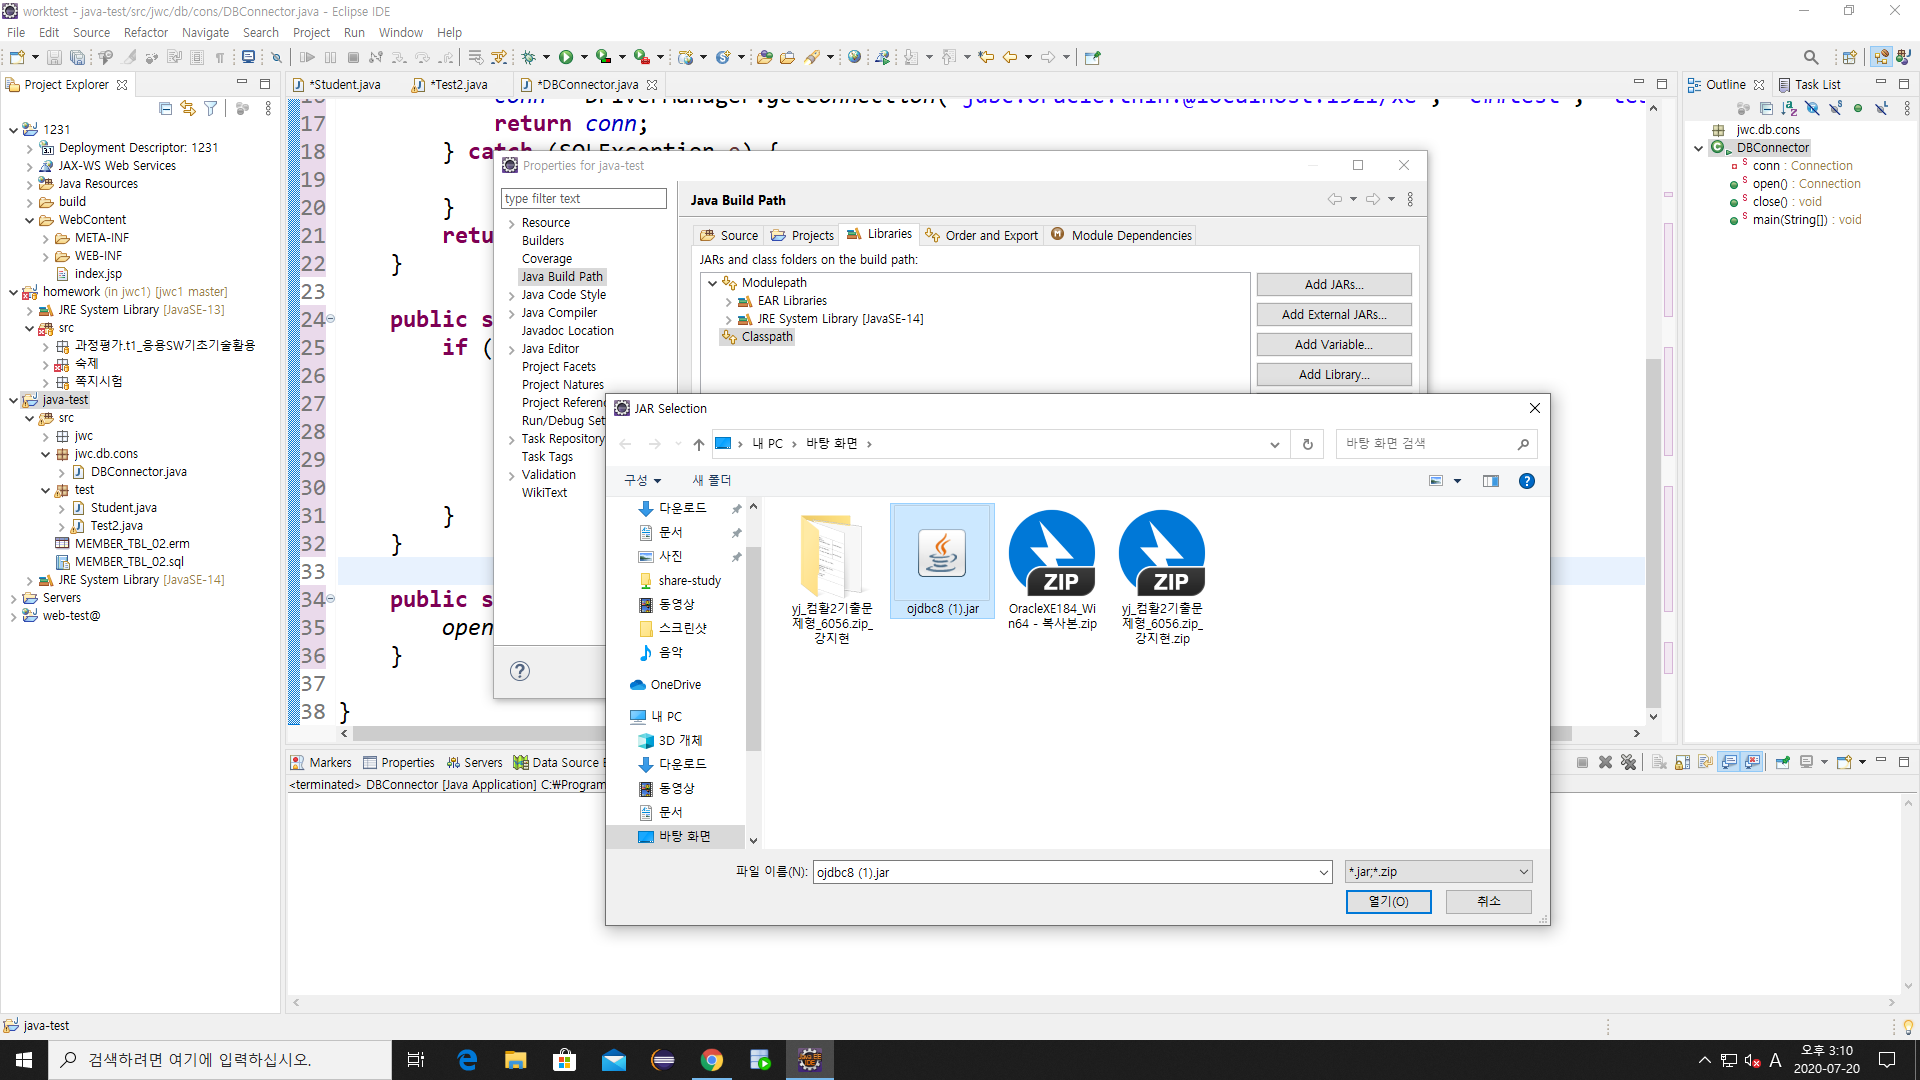 worktest - java-test/src/jwc/db/cons/DBConnector.java - Eclipse IDE
File Edit Source Refactor Navigate Search Project Run Window Help
Project Explorer
*Student.java
*Test2.java
*DBConnector.java
Outline
Task List
1231
Deployment Descriptor: 1231
JAX-WS Web Services
Java Resources
build
WebContent
META-INF
WEB-INF
index.jsp
homework (in jwc1) [jwc1 master]
JRE System Library [JavaSE-13]
src
과정평가.t1_응용SW기초기술활용
숙제
쪽지시험
java-test
src
jwc
jwc.db.cons
DBConnector.java
test
Student.java
Test2.java
MEMBER_TBL_02.erm
MEMBER_TBL_02.sql
JRE System Library [JavaSE-14]
Servers
web-test@
17 return conn;
18 } catch (SQLException e) {
19
20 }
21 retu
22 }
23
24 public s
25 if (
26
27
28
29
30
31 }
32 }
33
34 public s
35 open
36 }
37
38 }
Properties for java-test
type filter text
Resource
Builders
Coverage
Java Build Path
Java Code Style
Java Compiler
Javadoc Location
Java Editor
Project Facets
Project Natures
Project Referen
Run/Debug Set
Task Repository
Task Tags
Validation
WikiText
Java Build Path
Source
Projects
Libraries
Order and Export
Module Dependencies
JARs and class folders on the build path:
Modulepath
EAR Libraries
JRE System Library [JavaSE-14]
Classpath
Add JARs...
Add External JARs...
Add Variable...
Add Library...
JAR Selection
내 PC
바탕 화면
바탕 화면 검색
구성
새 폴더
다운로드
문서
사진
share-study
동영상
스크린샷
음악
OneDrive
내 PC
3D 개체
다운로드
동영상
문서
바탕 화면
yj_컴활2기출문
제형_6056.zip_
강지현
ojdbc8 (1).jar
OracleXE184_Wi
n64 - 복사본.zip
ZIP
yj_컴활2기출문
제형_6056.zip_
강지현.zip
ZIP
파일 이름(N):
ojdbc8 (1).jar
*.jar;*.zip
열기(O)
취소
jwc.db.cons
DBConnector
conn : Connection
open() : Connection
close() : void
main(String[]) : void
Markers
Properties
Servers
Data Source
<terminated> DBConnector [Java Application] C:₩Program
java-test
검색하려면 여기에 입력하십시오.
A
오후 3:10
2020-07-20